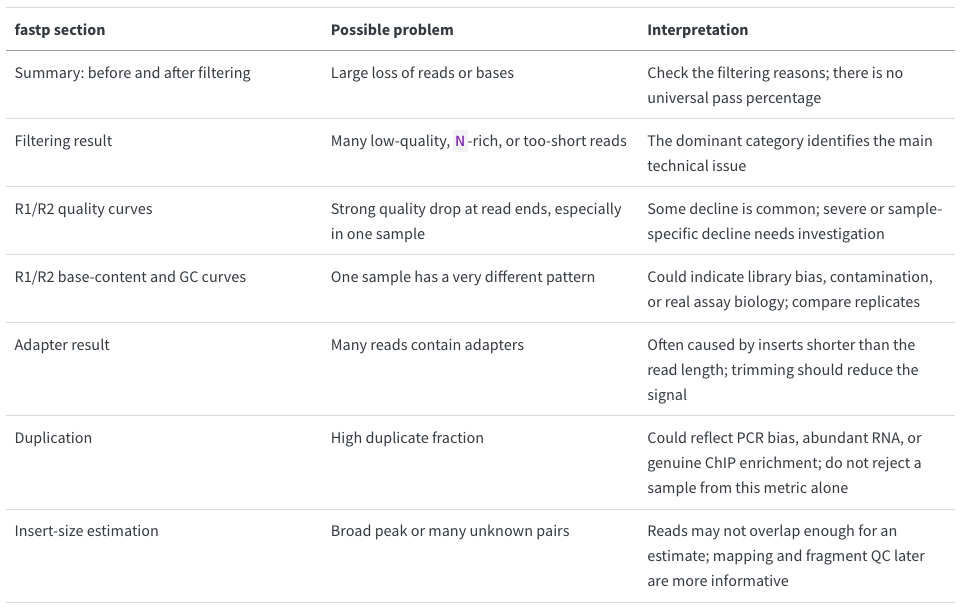 fastp section Possible problem Interpretation
Summary: before and after filtering Large loss of reads or bases Check the filtering reasons; there is no
universal pass percentage
Filtering result Many low-quality, N-rich, or too-short reads The dominant category identifies the main
technical issue
R1/R2 quality curves Strong quality drop at read ends, especially Some decline is common; severe or sample-
in one sample specific decline needs investigation
R1/R2 base-content and GC curves One sample has a very different pattern Could indicate library bias, contamination,
or real assay biology; compare replicates
Adapter result Many reads contain adapters Often caused by inserts shorter than the
read length; trimming should reduce the
signal
Duplication High duplicate fraction Could reflect PCR bias, abundant RNA, or
genuine ChIP enrichment; do not reject a
sample from this metric alone
Insert-size estimation Broad peak or many unknown pairs Reads may not overlap enough for an
estimate; mapping and fragment QC later
are more informative